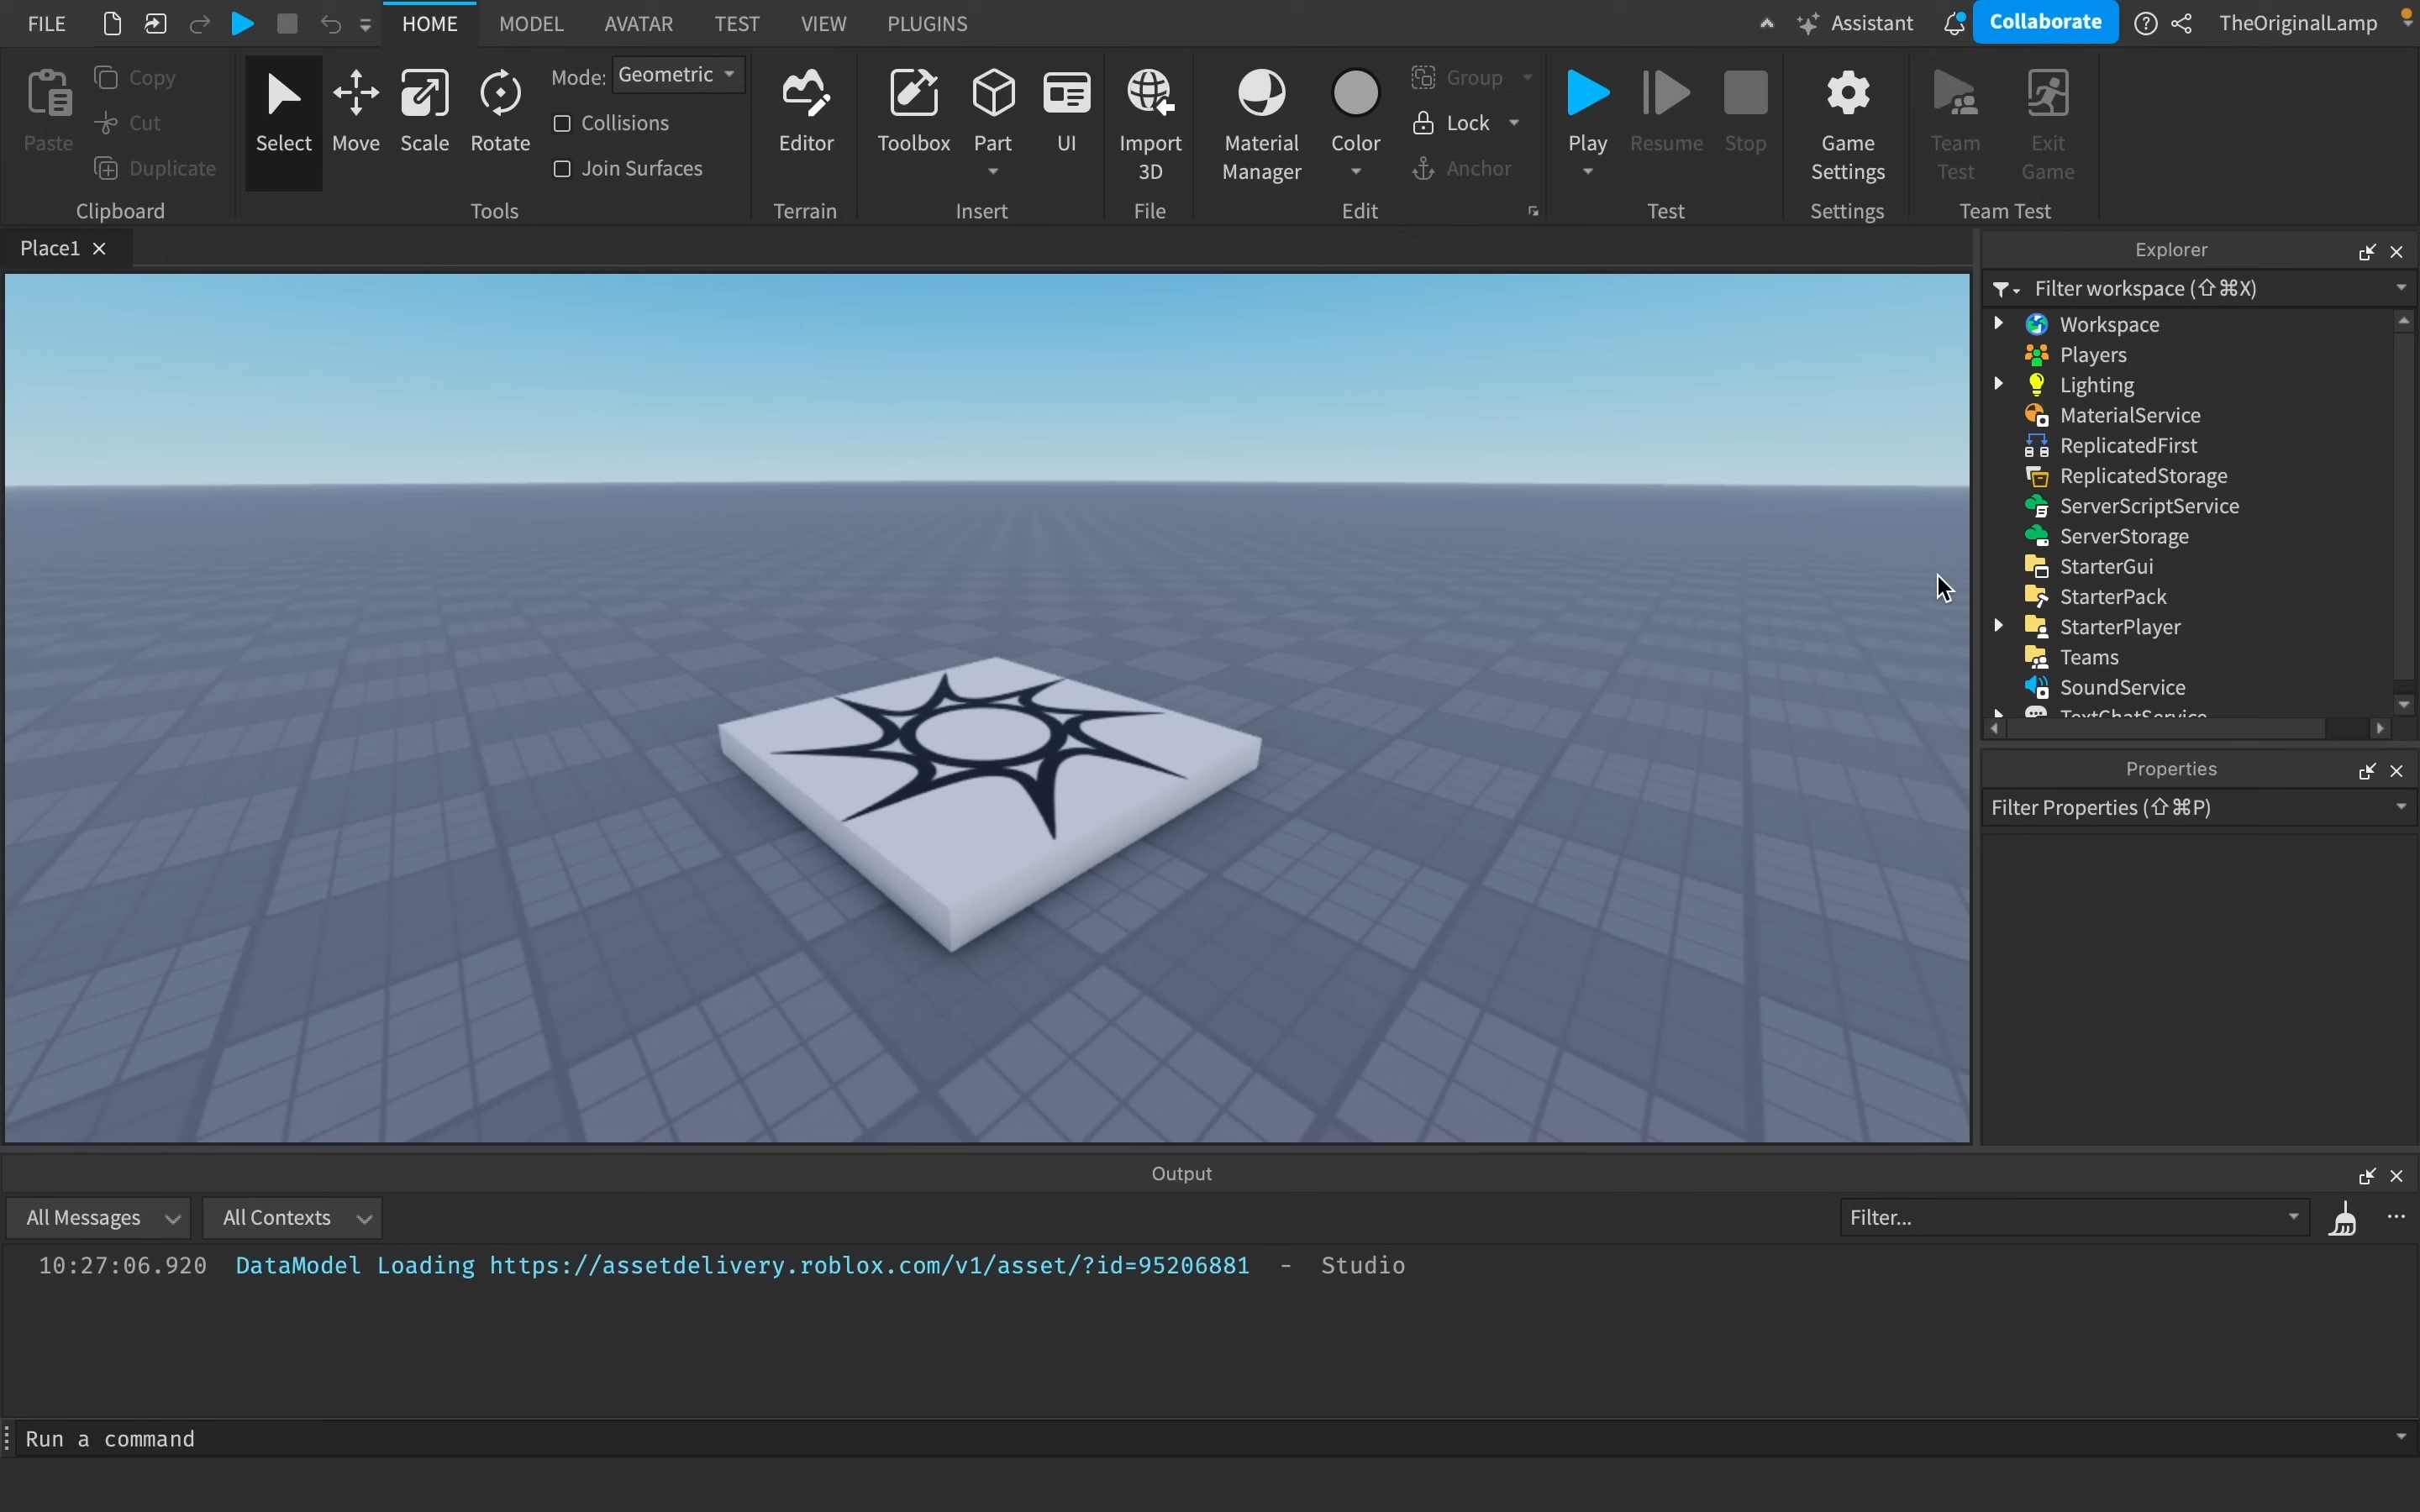 FILE
HOME
MODEL
AVATAR
TEST
VIEW
PLUGINS
Assistant
Collaborate
TheOriginalLamp
Paste
Copy
Cut
Duplicate
Clipboard
Select
Move
Scale
Rotate
Mode:
Geometric
Collisions
Join Surfaces
Tools
Editor
Terrain
Toolbox
Part
UI
Insert
Import
3D
File
Material
Manager
Color
Group
Lock
Anchor
Edit
Play
Resume
Stop
Test
Game
Settings
Settings
Team
Test
Exit
Game
Team Test
Place1
Explorer
Filter workspace (⇧⌘X)
Workspace
Players
Lighting
MaterialService
ReplicatedFirst
ReplicatedStorage
ServerScriptService
ServerStorage
StarterGui
StarterPack
StarterPlayer
Teams
SoundService
TextChatService
Properties
Filter Properties (⇧⌘P)
Output
All Messages
All Contexts
Filter...
10:27:06.920 DataModel Loading https://assetdelivery.roblox.com/v1/asset/?id=95206881 - Studio
Run a command